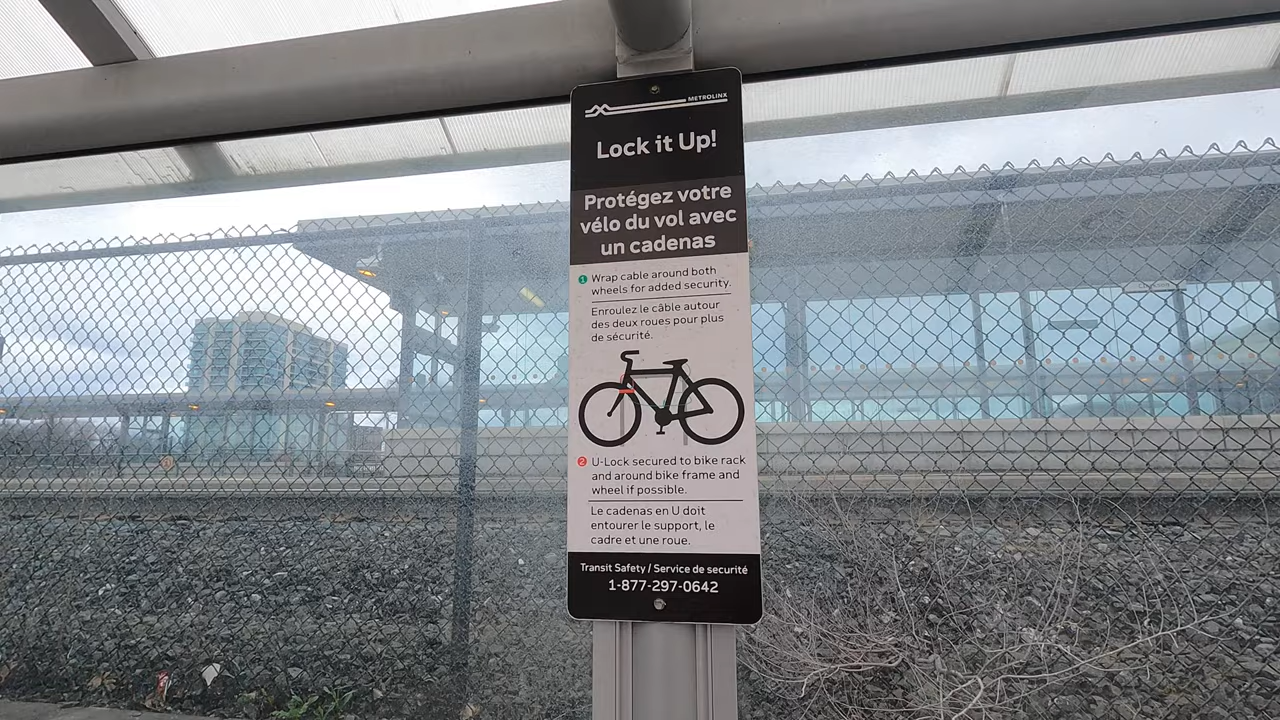 METROLINX
Lock it Up!
Protégez votre
vélo du vol avec
un cadenas
1 Wrap cable around both
wheels for added security.
Enroulez le câble autour
des deux roues pour plus
de sécurité.
2 U-Lock secured to bike rack
and around bike frame and
wheel if possible.
Le cadenas en U doit
entourer le support, le
cadre et une roue.
Transit Safety / Service de securité
1-877-297-0642